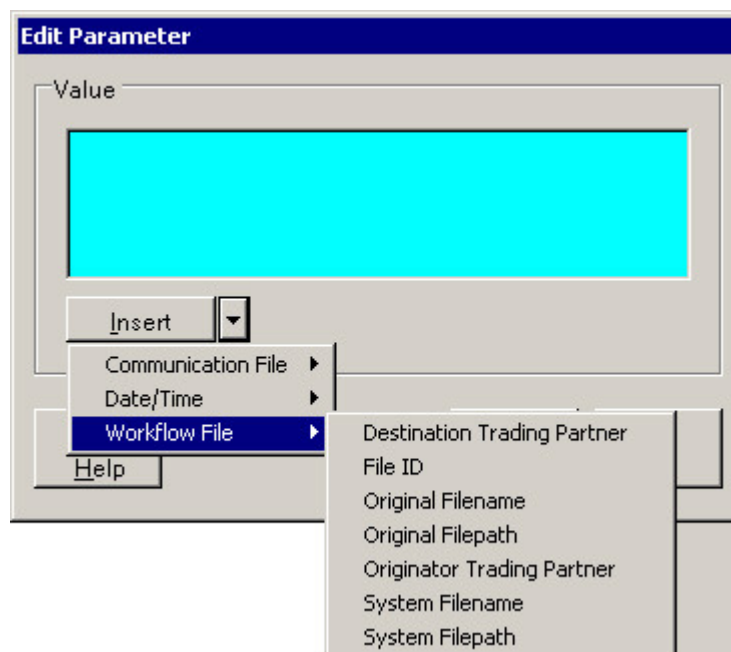 Edit Parameter
Value
Insert
Communication File
Date/Time
Workflow File
Help
Destination Trading Partner
File ID
Original Filename
Original Filepath
Originator Trading Partner
System Filename
System Filepath